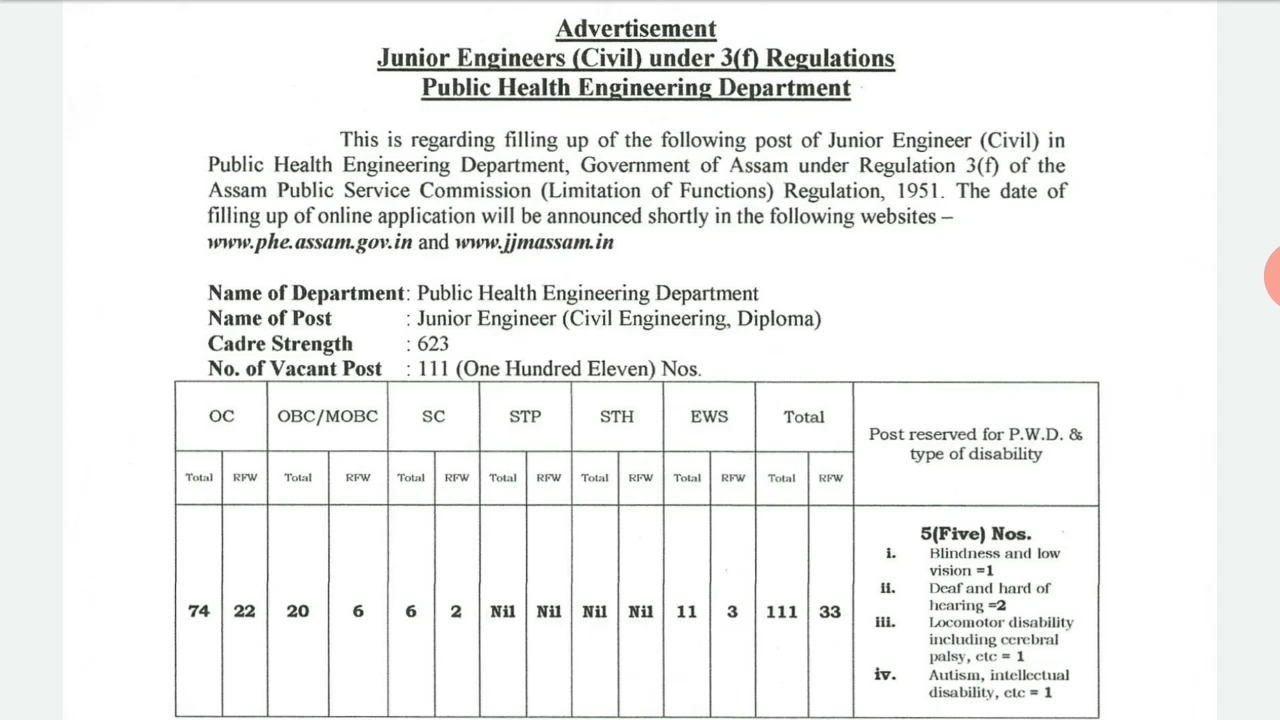 Advertisement
Junior Engineers (Civil) under 3(f) Regulations
Public Health Engineering Department
This is regarding filling up of the following post of Junior Engineer (Civil) in
Public Health Engineering Department, Government of Assam under Regulation 3(f) of the
Assam Public Service Commission (Limitation of Functions) Regulation, 1951. The date of
filling up of online application will be announced shortly in the following websites –
www.phe.assam.gov.in and www.jjmassam.in
Name of Department: Public Health Engineering Department
Name of Post : Junior Engineer (Civil Engineering, Diploma)
Cadre Strength : 623
No. of Vacant Post : 111 (One Hundred Eleven) Nos.
OC OBC/MOBC SC STP STH EWS Total Post reserved for P.W.D. &
type of disability
Total RFW Total RFW Total RFW Total RFW Total RFW Total RFW Total RFW
74 22 20 6 6 2 Nil Nil Nil Nil 11 3 111 33
5(Five) Nos.
i. Blindness and low
vision =1
ii. Deaf and hard of
hearing =2
iii. Locomotor disability
including cerebral
palsy, etc = 1
iv. Autism, intellectual
disability, etc = 1